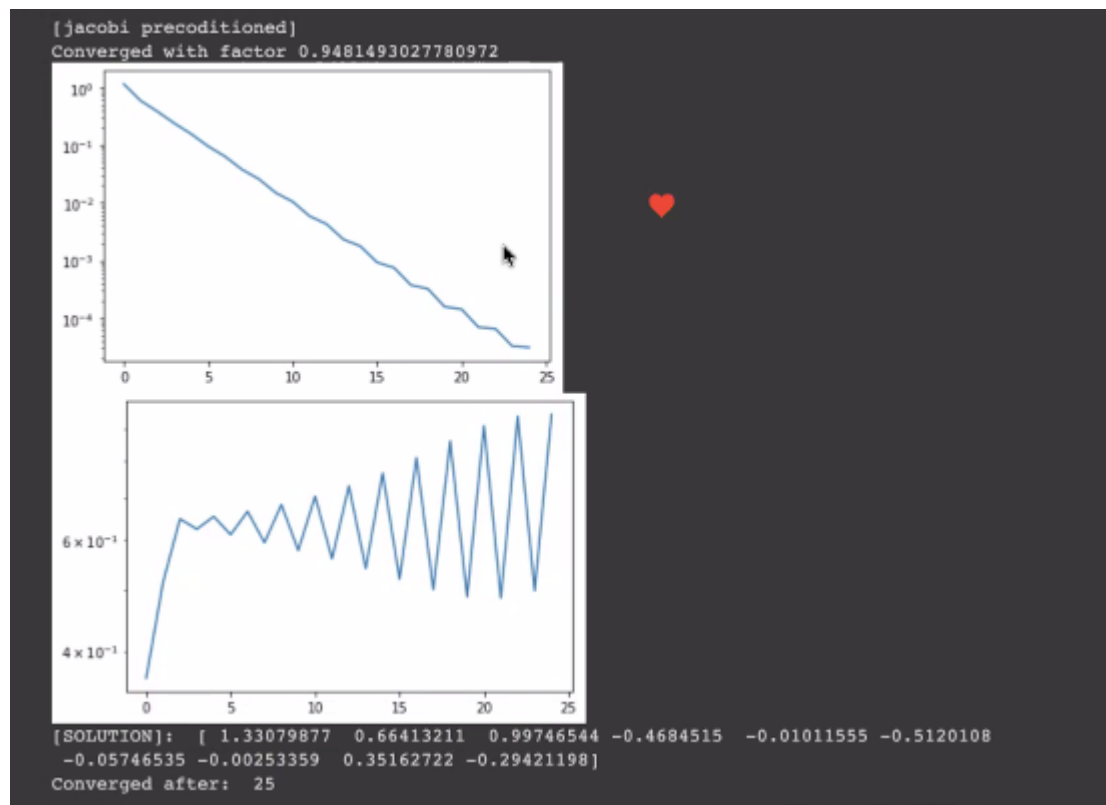 [jacobi precoditioned]
Converged with factor 0.9481493027780972
10⁰
10⁻¹
10⁻²
10⁻³
10⁻⁴
0 5 10 15 20 25
6 × 10⁻¹
4 × 10⁻¹
0 5 10 15 20 25
[SOLUTION]: [ 1.33079877 0.66413211 0.99746544 -0.4684515 -0.01011555 -0.5120108
-0.05746535 -0.00253359 0.35162722 -0.29421198]
Converged after: 25